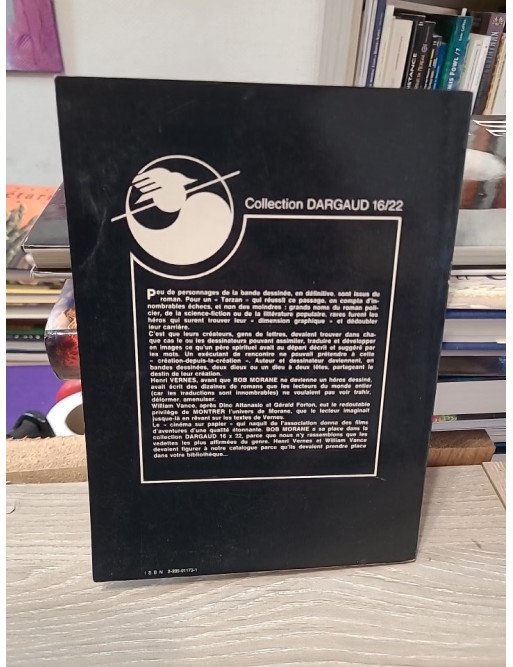 Collection DARGAUD 16/22
Peu de personnages de la bande dessinée, en définitive, sont issus du
roman. Pour un « Tarzan » qui réussit ce passage, on compta d'in-
nombrables échecs, et non des moindres : grands noms du roman poli-
cier, de la science-fiction ou de la littérature populaire, rares furent les
héros qui surent trouver leur « dimension graphique » et dédoubler
leur carrière.
C'est que leurs créateurs, gens de lettres, devaient trouver dans cha-
que cas le ou les dessinateurs pouvant assimiler, traduire et développer
en images ce qu'un père spirituel avait au départ décrit et suggéré par
les mots. Un exécutant de rencontre ne pouvait prétendre à cette
« création-depuis-la-création ». Auteur et dessinateur deviennent, en
bandes dessinées, deux dieux ou un dieu à deux têtes, partageant le
destin de leur création.
Henri VERNES, avant que BOB MORANE ne devienne un héros dessiné,
avait écrit des dizaines de romans que les lecteurs du monde entier
(car les traductions sont innombrables) ne voulaient pas voir trahir,
déformer, amenuiser.
William Vance, après Dino Attanasio et Gérald Forton, eut le redoutable
privilège de MONTRER l'univers de Morane, que le lecteur imaginait
jusque-là en rêvant sur les textes de Vernes.
Le « cinéma sur papier » qui naquit de l'association donna des films
d'aventures d'une qualité étonnante. BOB MORANE a sa place dans la
collection DARGAUD 16 x 22, parce que nous n'y rassemblons que les
vedettes les plus affirmées du genre. Henri Vernes et William Vance
devaient figurer à notre catalogue parce qu'ils devaient prendre place
dans votre bibliothèque...
ISBN